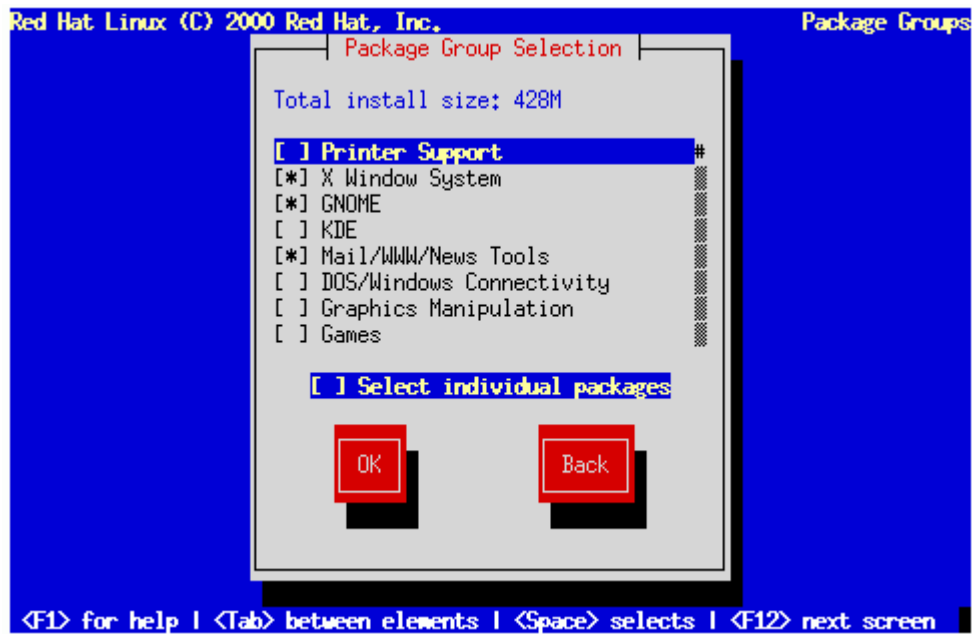 Red Hat Linux (C) 2000 Red Hat, Inc. Package Groups
Package Group Selection
Total install size: 428M
[ ] Printer Support #
[*] X Window System
[*] GNOME
[ ] KDE
[*] Mail/WWW/News Tools
[ ] DOS/Windows Connectivity
[ ] Graphics Manipulation
[ ] Games
[ ] Select individual packages
OK Back
<F1> for help | <Tab> between elements | <Space> selects | <F12> next screen